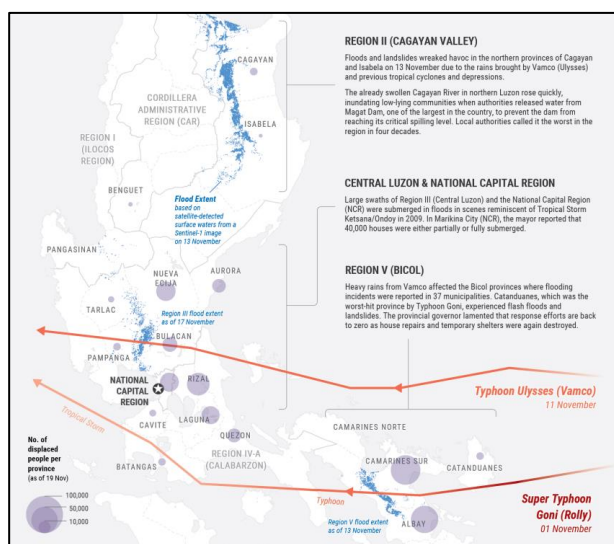 REGION II (CAGAYAN VALLEY)
Floods and landslides wreaked havoc in the northern provinces of Cagayan
and Isabela on 13 November due to the rains brought by Vamco (Ulysses)
and previous tropical cyclones and depressions.
The already swollen Cagayan River in northern Luzon rose quickly,
inundating low-lying communities when authorities released water from
Magat Dam, one of the largest in the country, to prevent the dam from
reaching its critical spilling level. Local authorities called it the worst in the
region in four decades.
CENTRAL LUZON & NATIONAL CAPITAL REGION
Large swaths of Region III (Central Luzon) and the National Capital Region
(NCR) were submerged in floods in scenes reminiscent of Tropical Storm
Ketsana/Ondoy in 2009. In Marikina City (NCR), the mayor reported that
40,000 houses were either partially or fully submerged.
REGION V (BICOL)
Heavy rains from Vamco affected the Bicol provinces where flooding
incidents were reported in 37 municipalities. Catanduanes, which was the
worst-hit province by Typhoon Goni, experienced flash floods and
landslides. The provincial governor lamented that response efforts are back
to zero as house repairs and temporary shelters were again destroyed.
CAGAYAN
CORDILLERA
ADMINISTRATIVE
REGION (CAR)
REGION I
(ILOCOS
REGION)
ISABELA
BENGUET
Flood Extent
based on
satellite-detected
surface waters from a
Sentinel-1 image
on 13 November
PANGASINAN
NUEVA
ECIJA
AURORA
TARLAC
Region III flood extent
as of 17 November
BULACAN
PAMPANGA
NATIONAL
CAPITAL
REGION
RIZAL
Typhoon Ulysses (Vamco)
11 November
Tropical Storm
CAVITE
LAGUNA
QUEZON
REGION IV-A
(CALABARZON)
BATANGAS
CAMARINES NORTE
CAMARINES SUR
CATANDUANES
Typhoon
Super Typhoon
Goni (Rolly)
01 November
Region V flood extent
as of 13 November
ALBAY
No. of
displaced
people per
province
(as of 19 Nov)
100,000
50,000
10,000